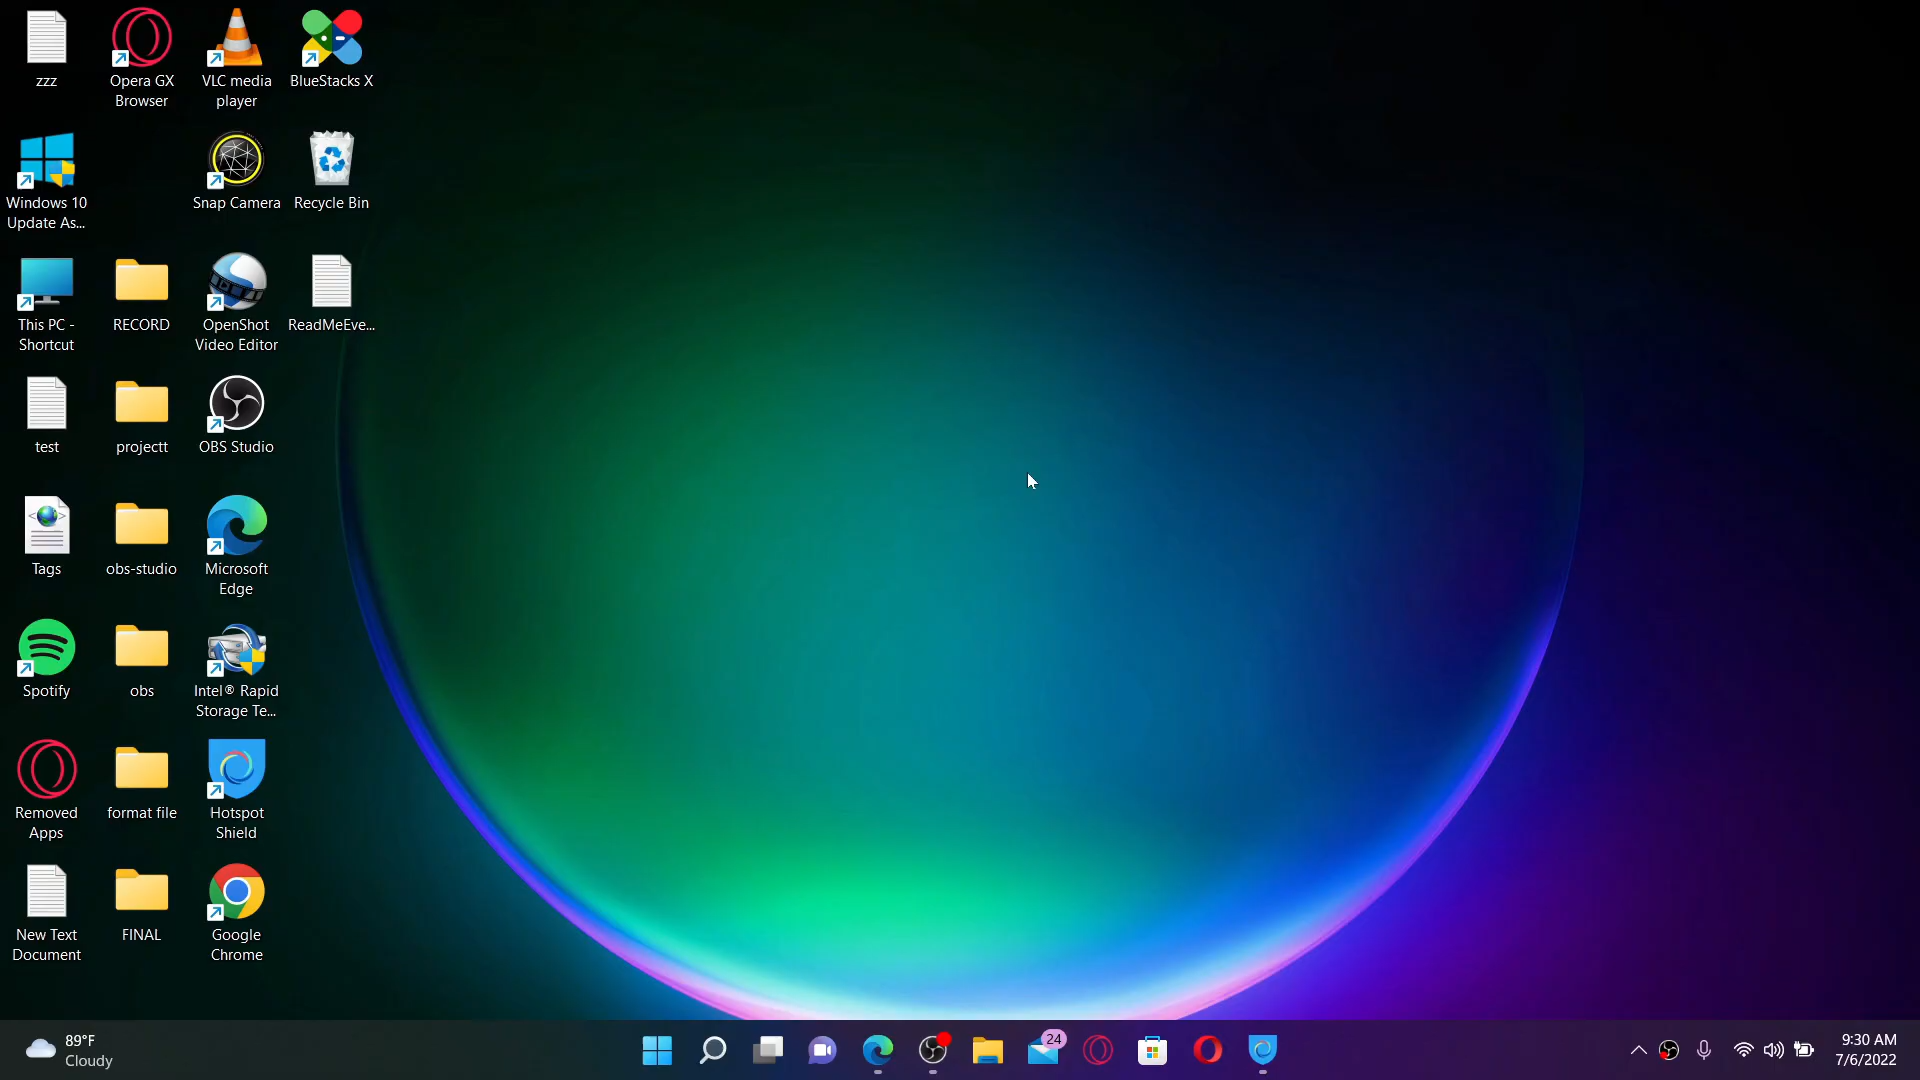 zzz
Opera GX
Browser
VLC media
player
BlueStacks X
Windows 10
Update As...
Snap Camera
Recycle Bin
This PC -
Shortcut
RECORD
OpenShot
Video Editor
ReadMeEve...
test
projectt
OBS Studio
Tags
obs-studio
Microsoft
Edge
Spotify
obs
Intel® Rapid
Storage Te...
Removed
Apps
format file
Hotspot
Shield
New Text
Document
FINAL
Google
Chrome
89°F
Cloudy
24
9:30 AM
7/6/2022